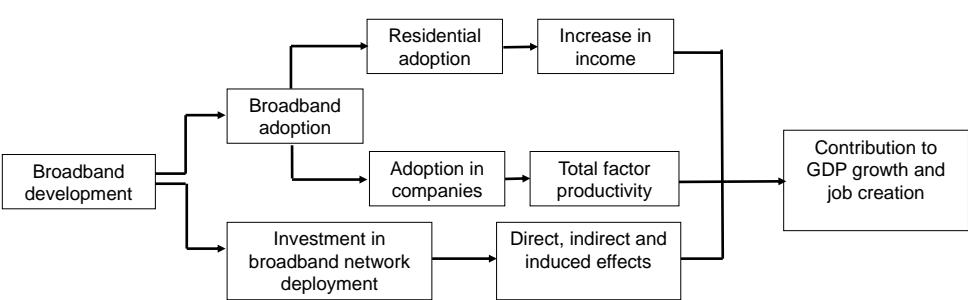 Residential
adoption
Increase in
income
Broadband
adoption
Broadband
development
Adoption in
companies
Total factor
productivity
Contribution to
GDP growth and
job creation
Investment in
broadband network
deployment
Direct, indirect and
induced effects